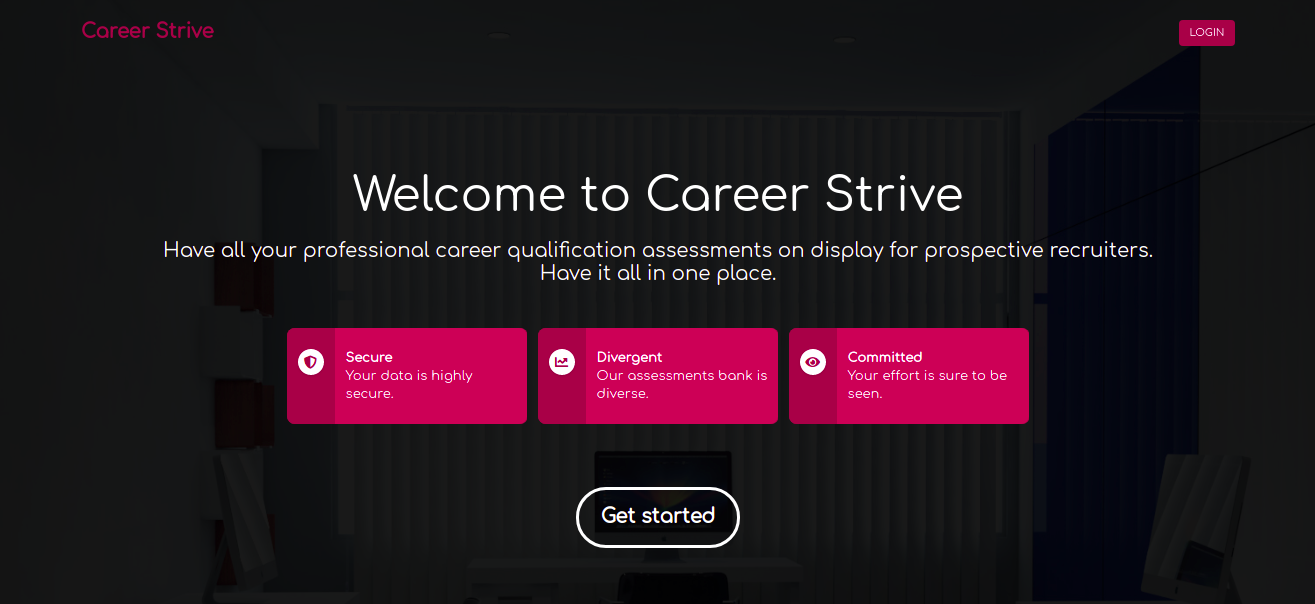 Career Strive
LOGIN
Welcome to Career Strive
Have all your professional career qualification assessments on display for prospective recruiters.
Have it all in one place.
Secure
Your data is highly
secure.
Divergent
Our assessments bank is
diverse.
Committed
Your effort is sure to be
seen.
Get started